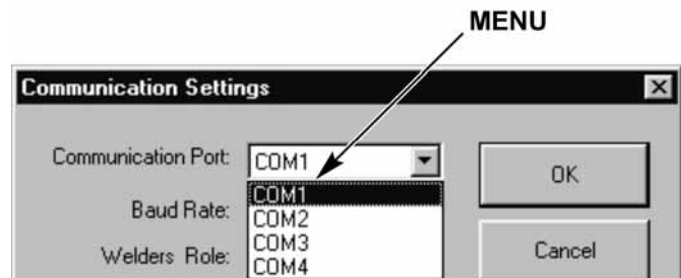 MENU
Communication Settings
Communication Port: COM1 OK
COM1
Baud Rate: COM2
COM3 Cancel
Welders Role: COM4